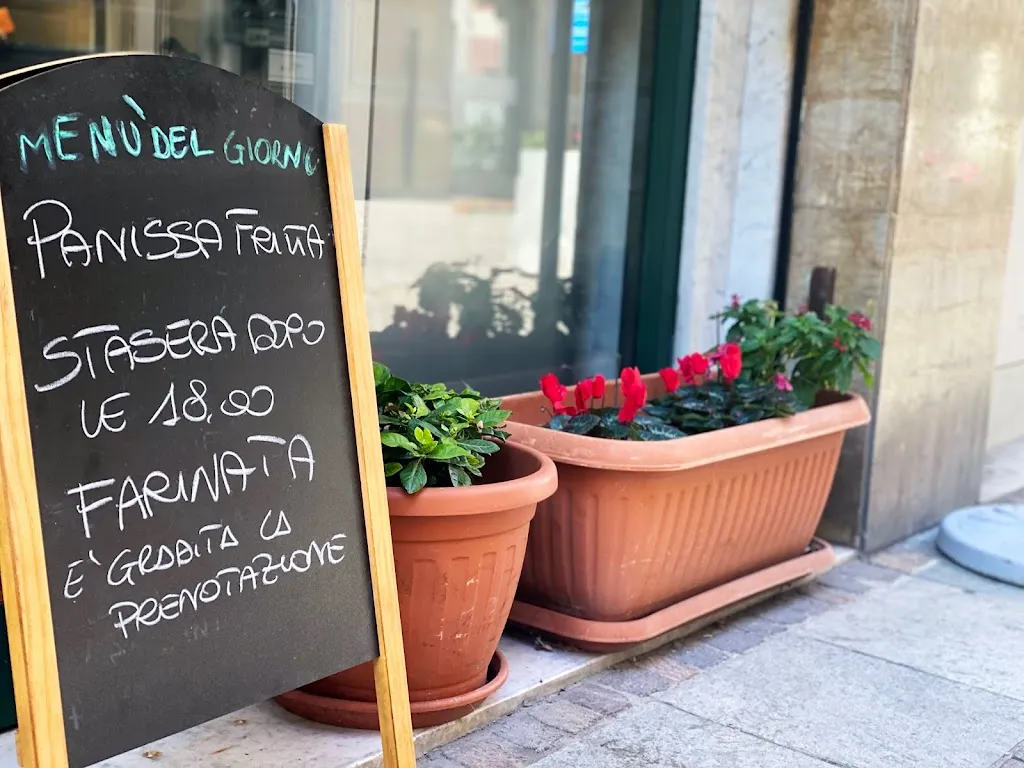 MENÙ DEL GIORNO
PANISSA FRITTA
STASERA DOPO
LE 18,00
FARINATA
E' GRADITA LA
PRENOTAZIONE